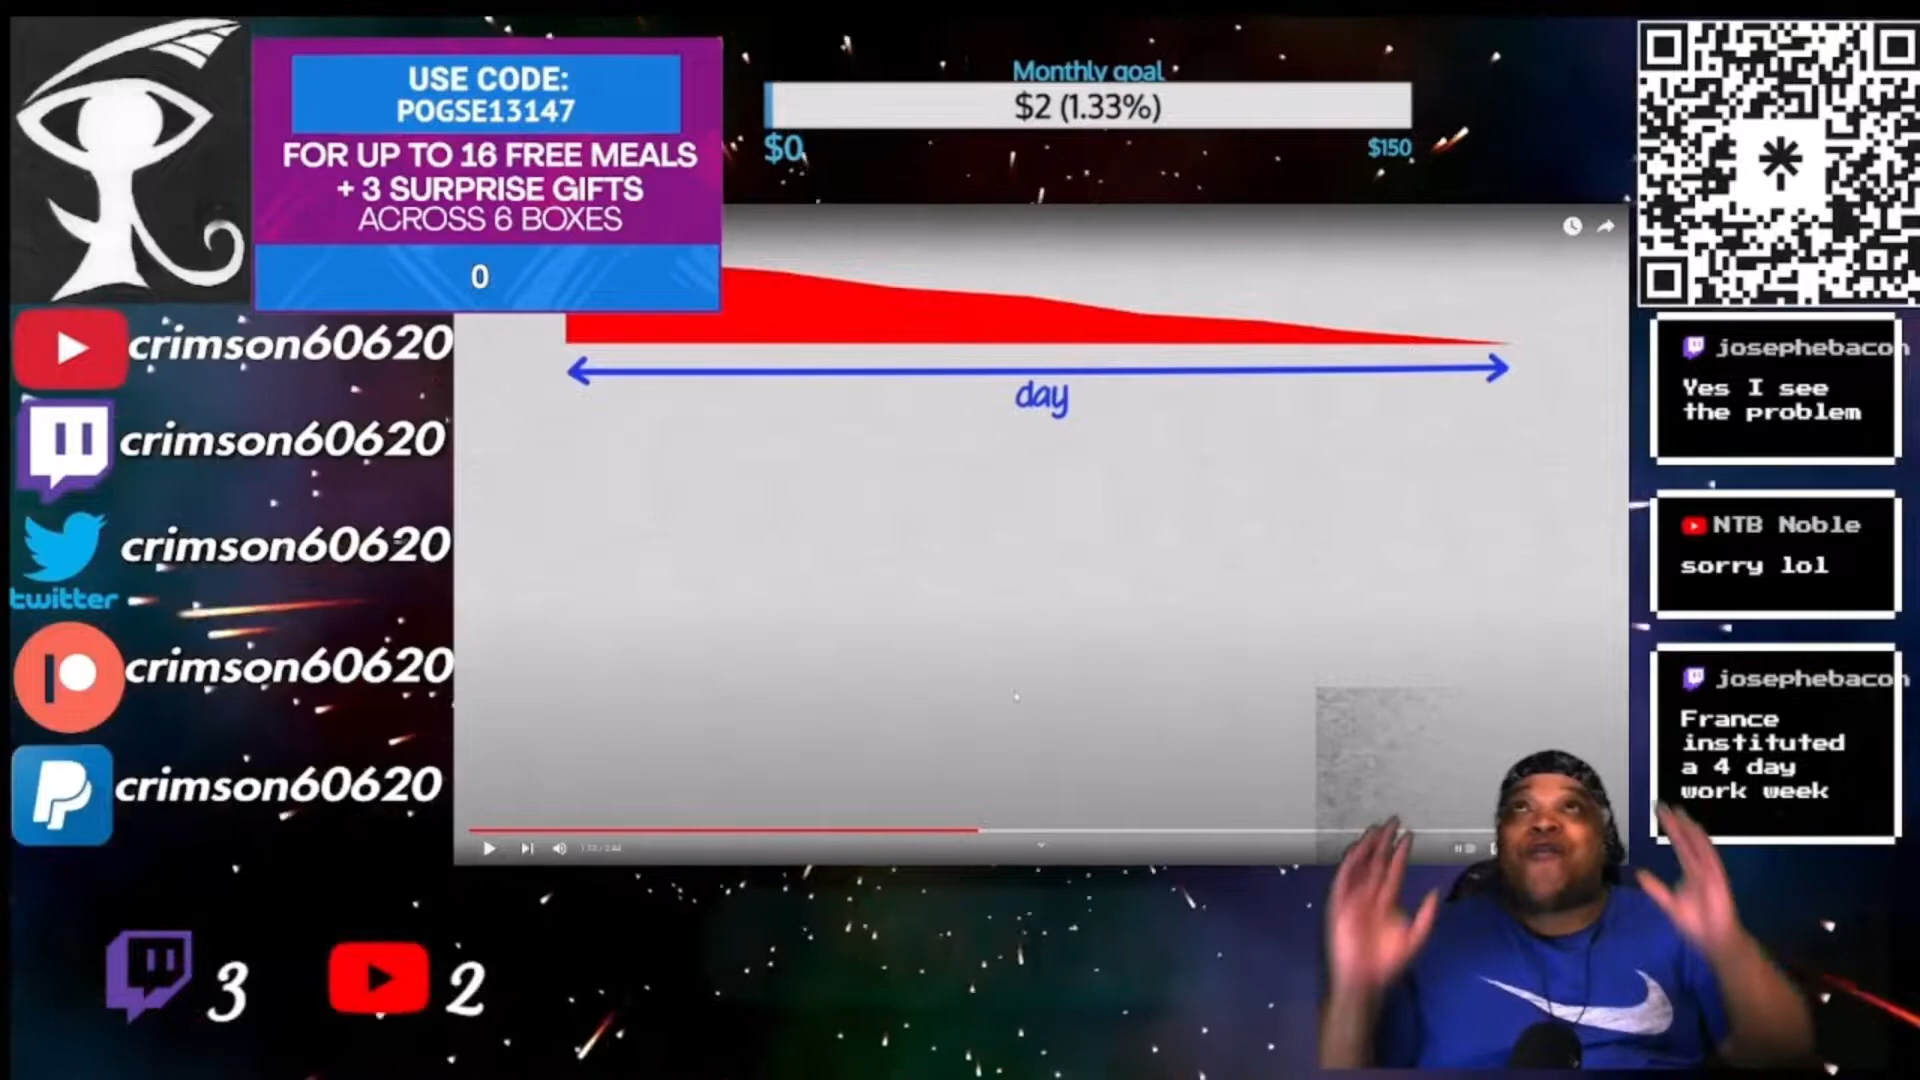 USE CODE:
POGSE13147
FOR UP TO 16 FREE MEALS
+ 3 SURPRISE GIFTS
ACROSS 6 BOXES
0
Monthly goal
$2 (1.33%)
$0
$150
day
crimson60620
crimson60620
crimson60620
twitter
crimson60620
crimson60620
3
2
josephebacon
Yes I see
the problem
NTB Noble
sorry lol
josephebacon
France
instituted
a 4 day
work week